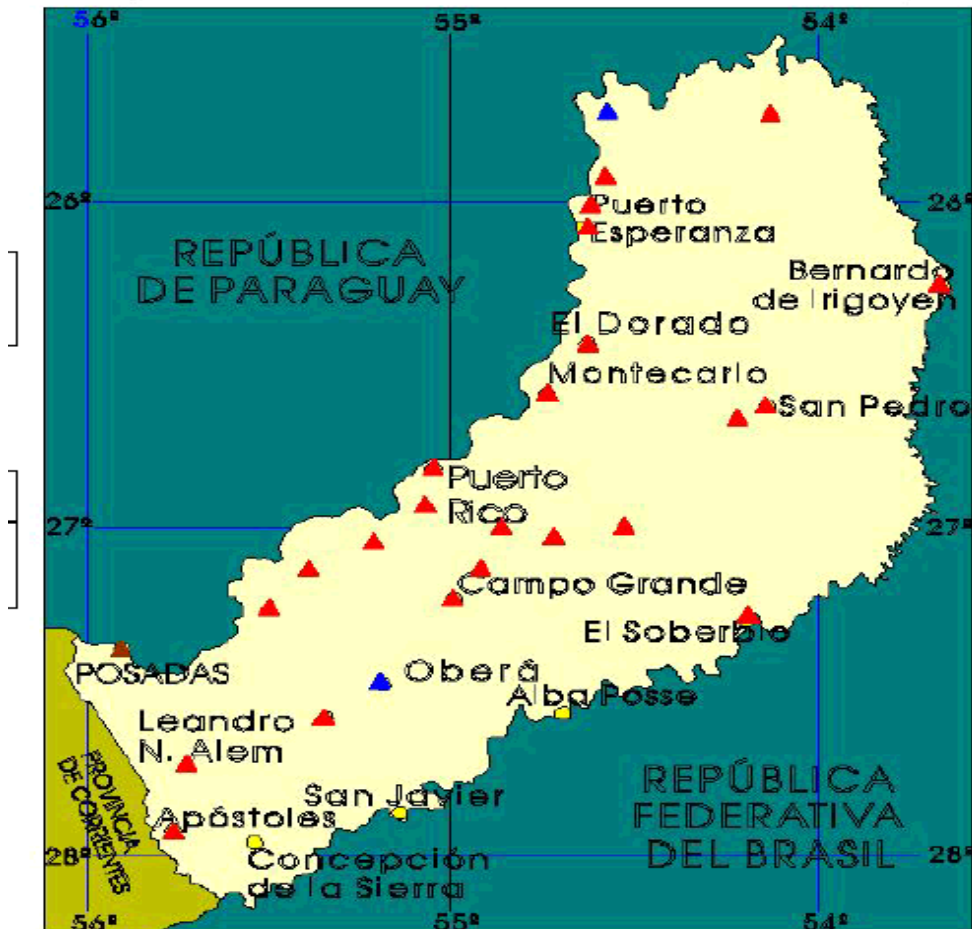 56º
55º
54º
26º
26º
Puerto
Esperanza
REPÚBLICA
DE PARAGUAY
Bernardo
de Irigoyen
El Dorado
Montecarlo
San Pedro
Puerto
Rico
27º
27º
Campo Grande
El Soberbio
POSADAS
Oberá
Alba Posse
Leandro
N. Alem
PROVINCIA
DE CORRIENTES
San Javier
REPÚBLICA
FEDERATIVA
DEL BRASIL
Apóstoles
Concepción
de la Sierra
28º
28º
56º
55º
54º